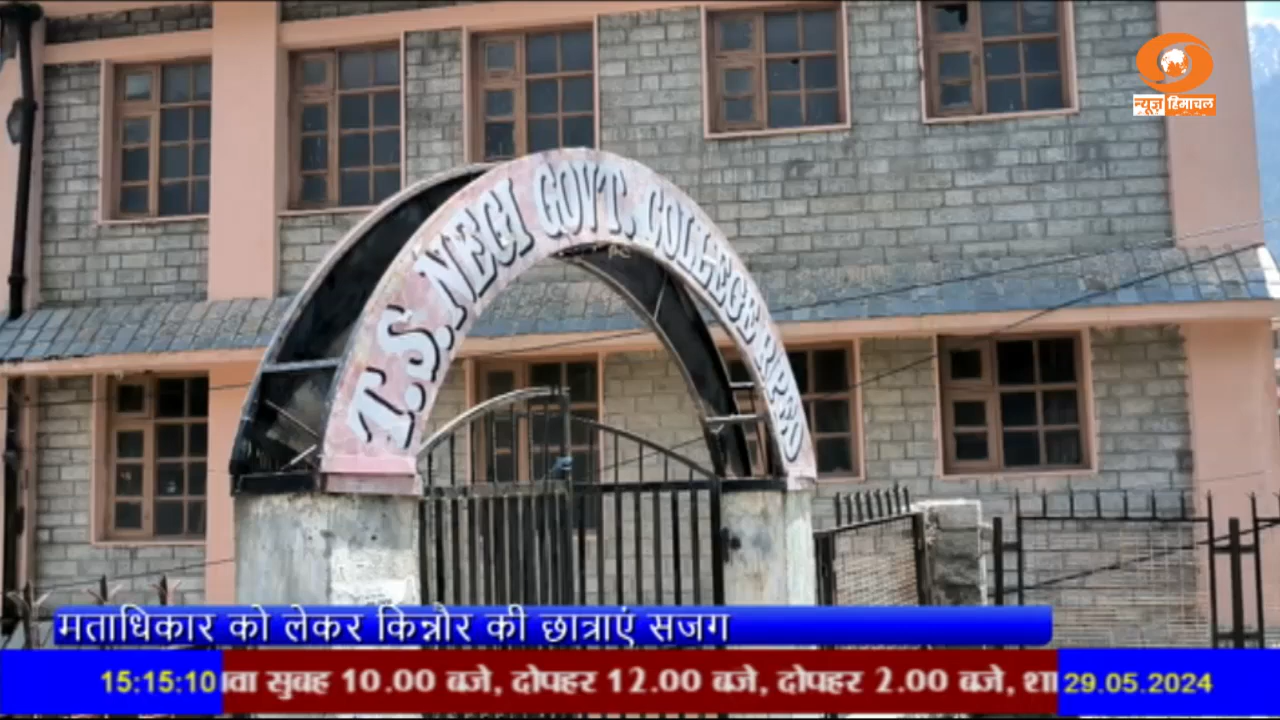 न्यूज़ हिमाचल
T.S. NEGI GOVT. COLLEGE R/PEO
मताधिकार को लेकर किन्नौर की छात्राएं सजग
15:15:10 सुबह 10.00 बजे, दोपहर 12.00 बजे, दोपहर 2.00 बजे, 29.05.2024